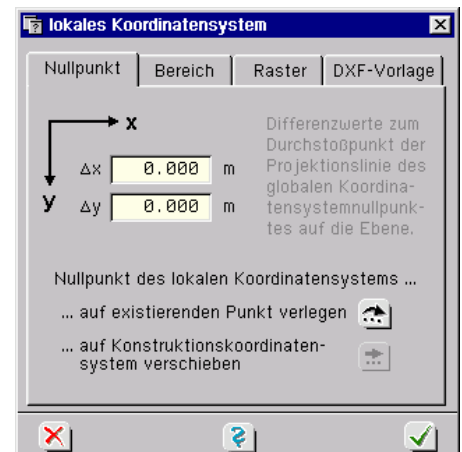 lokales Koordinatensystem
Nullpunkt Bereich Raster DXF-Vorlage
x
y
Δx 0.000 m
Δy 0.000 m
Differenzwerte zum
Durchstoßpunkt der
Projektionslinie des
globalen Koordina-
tensystemnullpunk-
tes auf die Ebene.
Nullpunkt des lokalen Koordinatensystems ...
... auf existierenden Punkt verlegen
... auf Konstruktionskoordinaten-
system verschieben